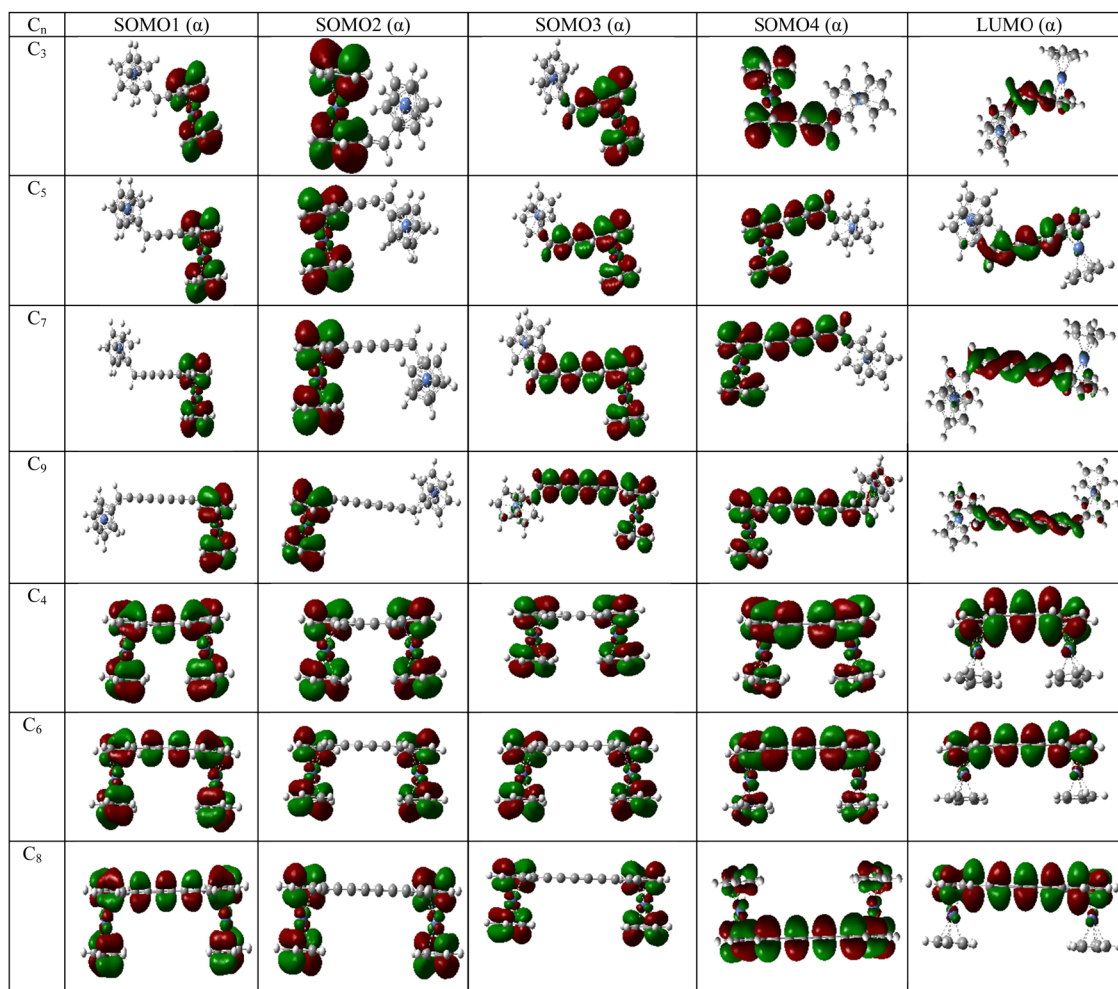 Cn SOMO1 (α) SOMO2 (α) SOMO3 (α) SOMO4 (α) LUMO (α)
C3
C5
C7
C9
C4
C6
C8